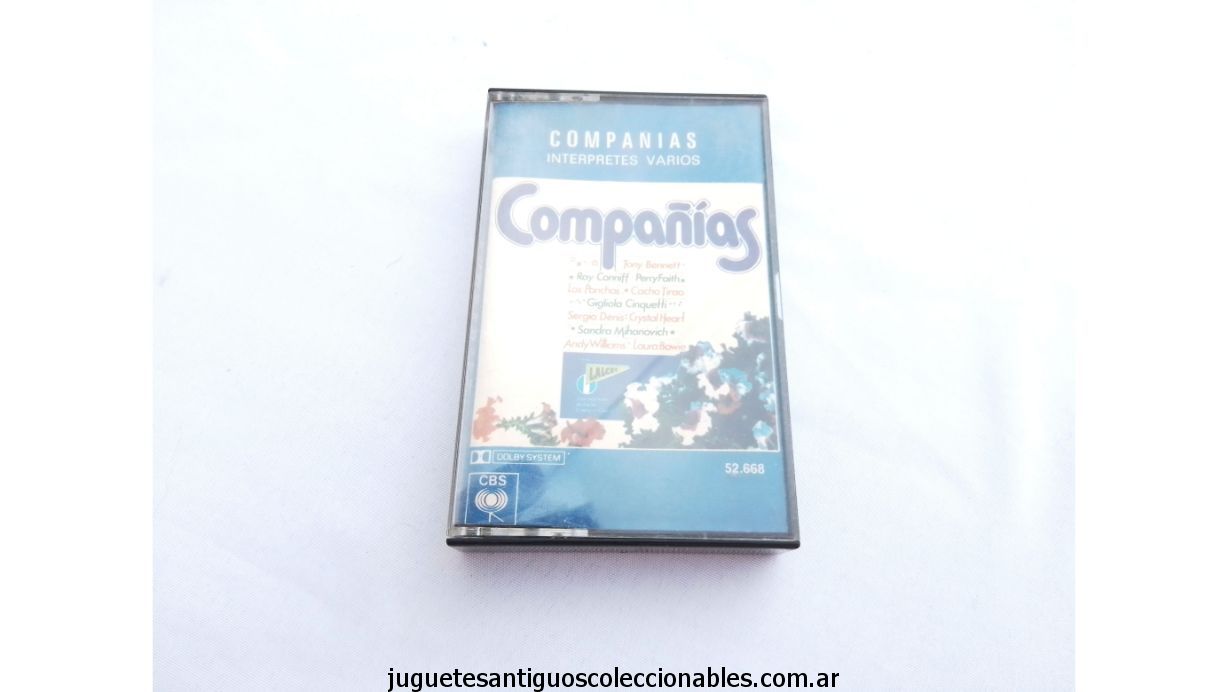 COMPANIAS
INTERPRETES VARIOS
Compañías
Tony Bennett
• Ray Conniff Percy Faith •
Los Panchos • Cacho Tirao
Gigliola Cinquetti
Sergio Denis • Crystal Heart
• Sandra Mihanovich •
Andy Williams • Laura Bowie
DOLBY SYSTEM
52.668
CBS
juguetesantiguoscoleccionables.com.ar